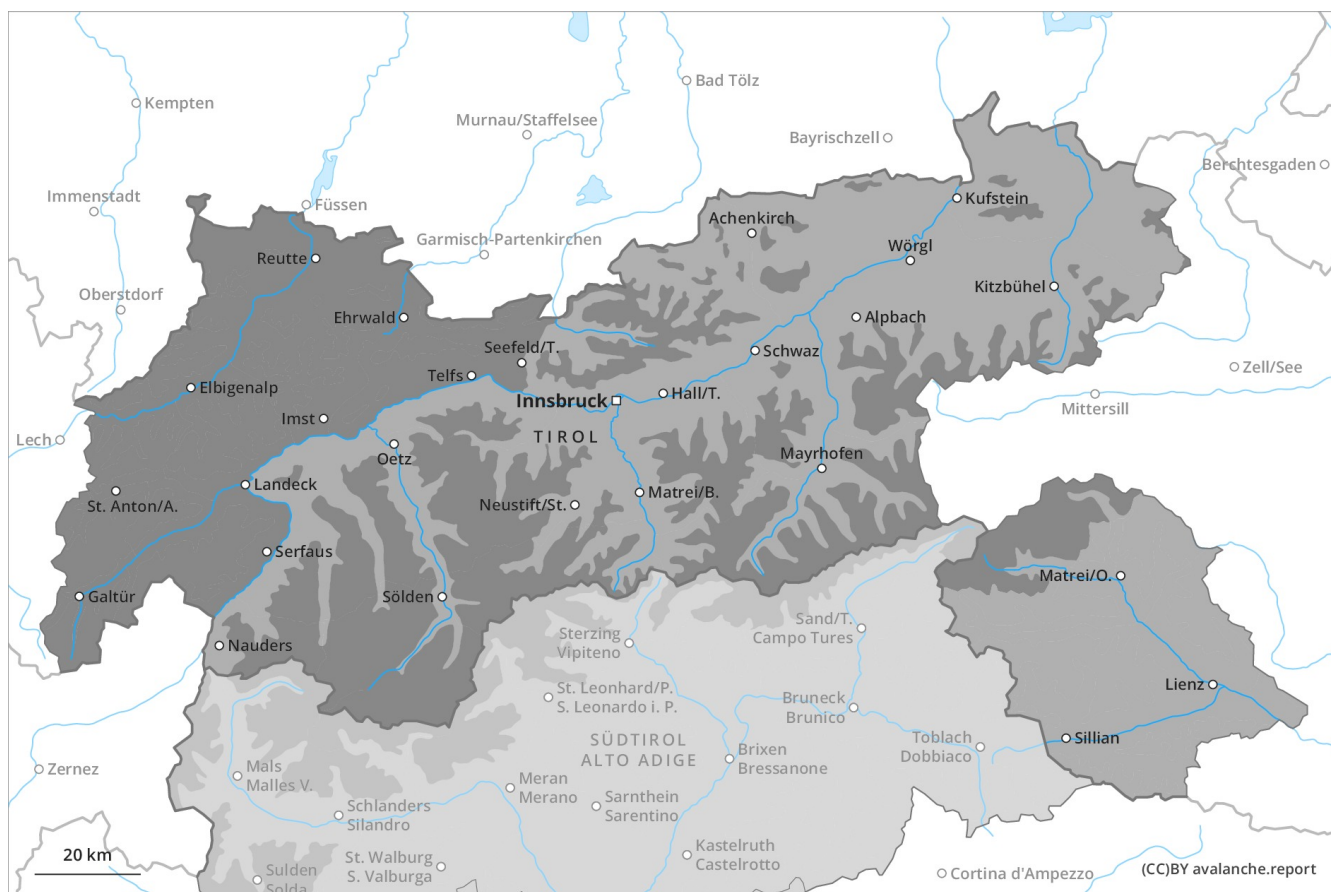 Kempten
Bad Tölz
Murnau/Staffelsee
Bayrischzell
Berchtesgaden
Immenstadt
Füssen
Kufstein
Achenkirch
Garmisch-Partenkirchen
Wörgl
Reutte
Oberstdorf
Kitzbühel
Ehrwald
Alpbach
Seefeld/T.
Schwaz
Zell/See
Telfs
Elbigenalp
Hall/T.
Innsbruck
Mittersill
Imst
TIROL
Lech
Oetz
Mayrhofen
Landeck
Matrei/B.
St. Anton/A.
Neustift/St.
Serfaus
Matrei/O.
Galtür
Sölden
Sand/T.
Campo Tures
Sterzing
Vipiteno
Nauders
Lienz
St. Leonhard/P.
S. Leonardo i. P.
Bruneck
Brunico
SÜDTIROL
ALTO ADIGE
Toblach
Dobbiaco
Sillian
Brixen
Bressanone
Zernez
Mals
Malles V.
Meran
Merano
Schlanders
Silandro
Sarnthein
Sarentino
Kastelruth
Castelrotto
20 km
St. Walburg
S. Valburga
Sulden
Solda
Cortina d'Ampezzo
(CC)BY avalanche.report